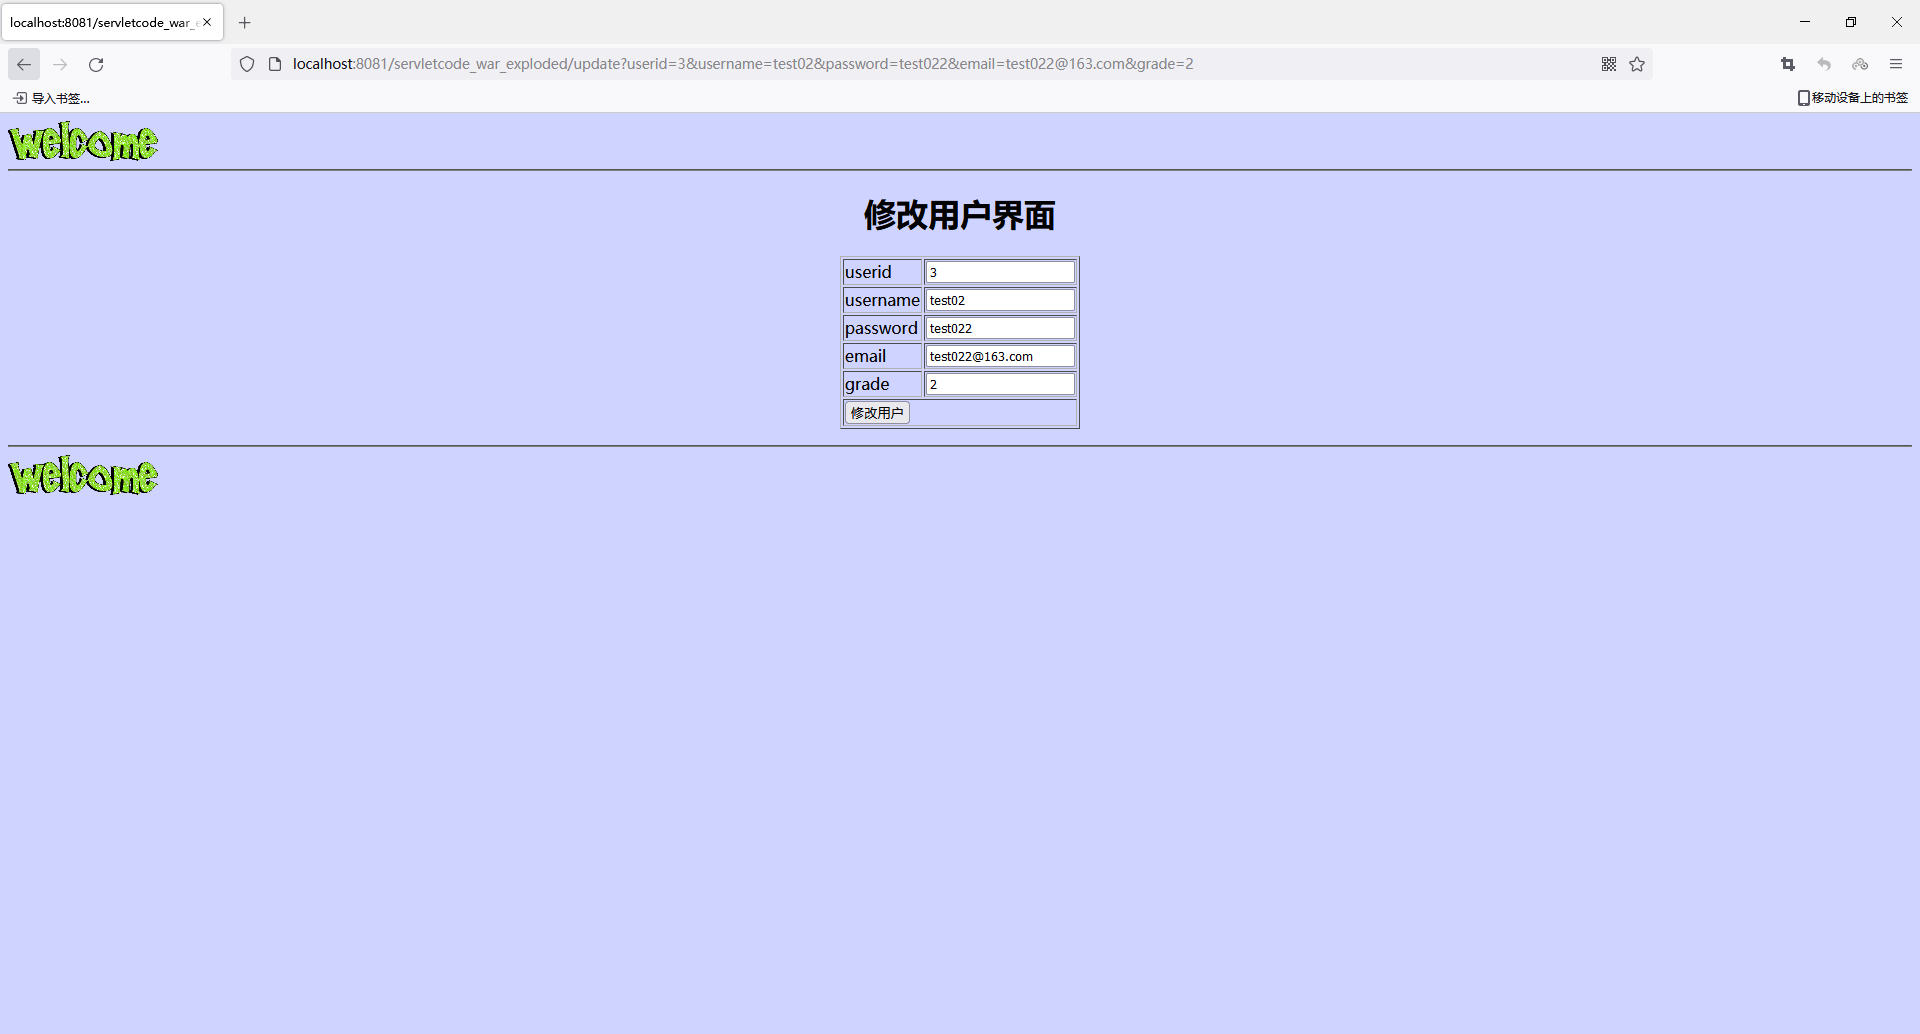 localhost:8081/servletcode_war_e
localhost:8081/servletcode_war_exploded/update?userid=3&username=test02&password=test022&email=test022@163.com&grade=2
导入书签...
移动设备上的书签
welcome
修改用户界面
userid 3
username test02
password test022
email test022@163.com
grade 2
修改用户
welcome